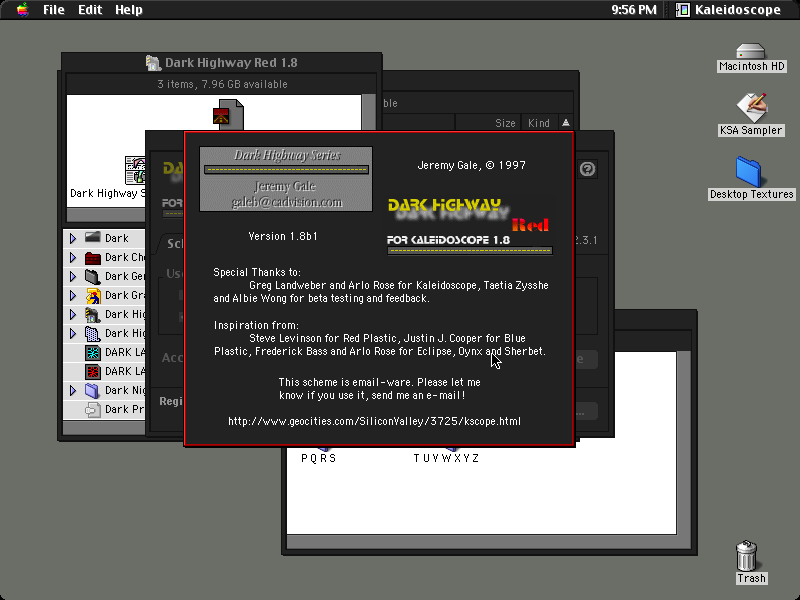 File Edit Help
9:56 PM
Kaleidoscope
Dark Highway Red 1.8
3 items, 7.96 GB available
ble
Size Kind
Macintosh HD
KSA Sampler
Desktop Textures
Dark Highway S
Dark
Dark Che
Dark Ger
Dark Gra
Dark Hig
Dark Hig
DARK LA
DARK LA
Dark Nig
Dark Pr
FOR
Sch
Use
Acc
Regi
2.3.1
e
...
Dark Highway Series
Jeremy Gale
galeb@cadvision.com
Jeremy Gale, © 1997
DARK HIGHWAY
Red
FOR KALEIDOSCOPE 1.8
Version 1.8b1
Special Thanks to:
Greg Landweber and Arlo Rose for Kaleidoscope, Taetia Zysshe
and Albie Wong for beta testing and feedback.
Inspiration from:
Steve Levinson for Red Plastic, Justin J. Cooper for Blue
Plastic, Frederick Bass and Arlo Rose for Eclipse, Oynx and Sherbet.
This scheme is email-ware. Please let me
know if you use it, send me an e-mail!
http://www.geocities.com/SiliconValley/3725/kscope.html
PQRS
TUVWXYZ
Trash